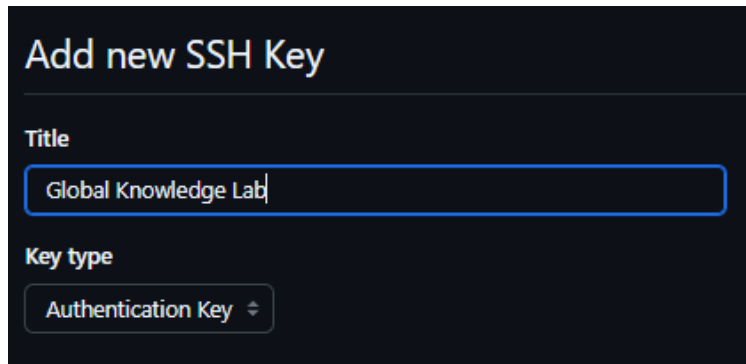 Add new SSH Key
Title
Global Knowledge Lab
Key type
Authentication Key